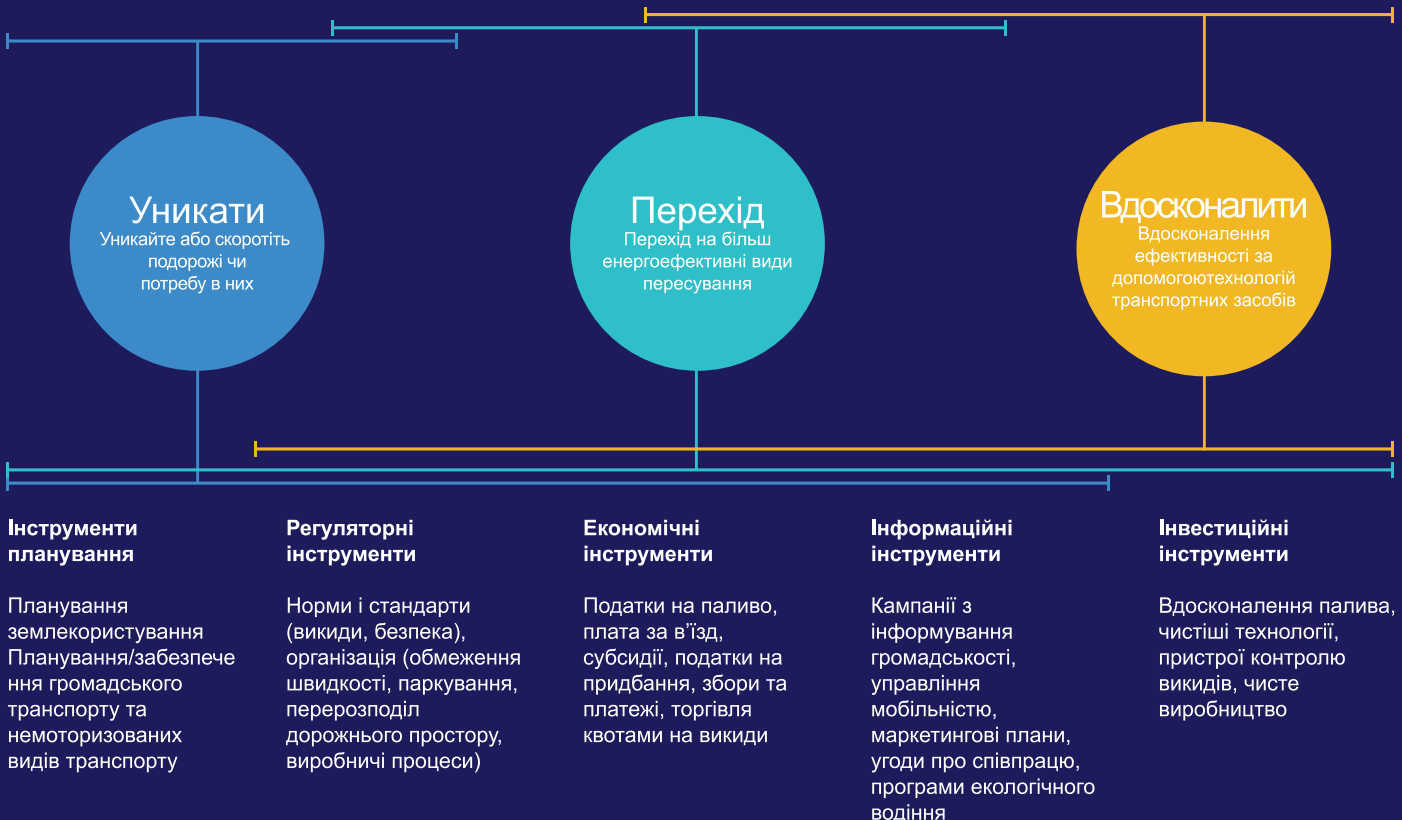 Уникати
Уникайте або скоротіть
подорожі чи
потребу в них
Перехід
Перехід на більш
енергоефективні види
пересування
Вдосконалити
Вдосконалення
ефективності за
допомогоютехнологій
транспортних засобів
Інструменти
планування
Планування
землекористування
Планування/забезпече
ння громадського
транспорту та
немоторизованих
видів транспорту
Регуляторні
інструменти
Норми і стандарти
(викиди, безпека),
організація (обмеження
швидкості, паркування,
перерозподіл
дорожнього простору,
виробничі процеси)
Економічні
інструменти
Податки на паливо,
плата за в’їзд,
субсидії, податки на
придбання, збори та
платежі, торгівля
квотами на викиди
Інформаційні
інструменти
Кампанії з
інформування
громадськості,
управління
мобільністю,
маркетингові плани,
угоди про співпрацю,
програми екологічного
водіння
Інвестиційні
інструменти
Вдосконалення палива,
чистіші технології,
пристрої контролю
викидів, чисте
виробництво